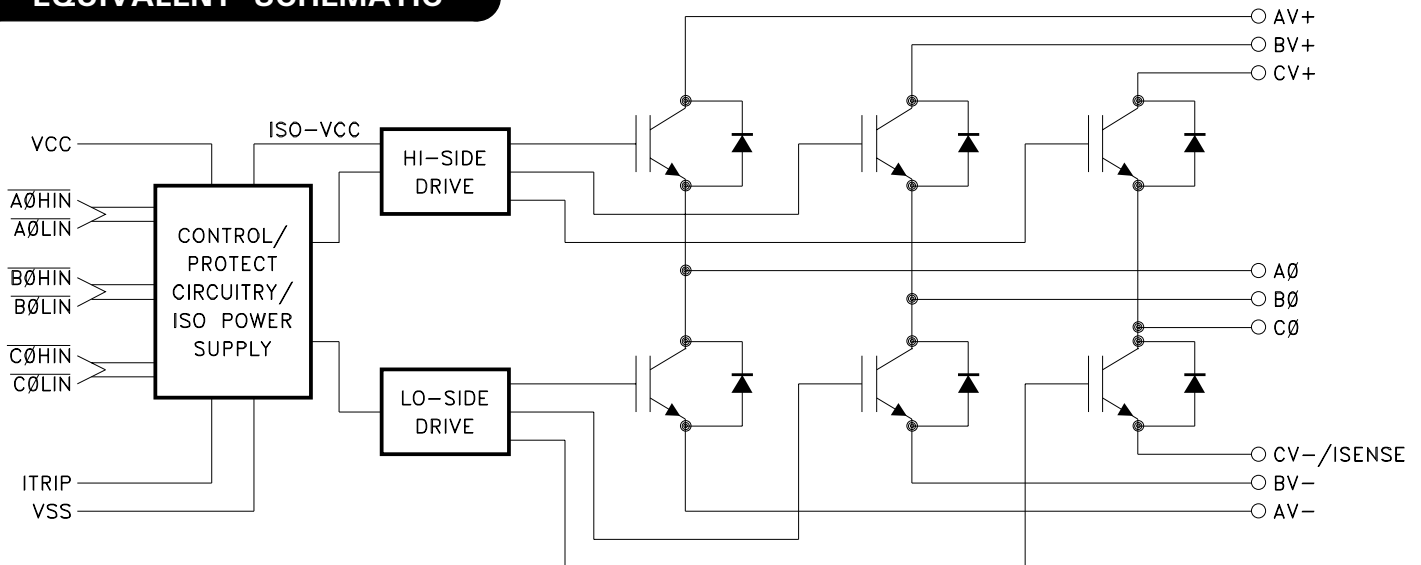 EQUIVALENT SCHEMATIC
AV+
BV+
CV+
VCC
ISO-VCC
HI-SIDE
DRIVE
AØHIN
AØLIN
BØHIN
BØLIN
CØHIN
CØLIN
CONTROL/
PROTECT
CIRCUITRY/
ISO POWER
SUPPLY
AØ
BØ
CØ
LO-SIDE
DRIVE
ITRIP
VSS
CV-/ISENSE
BV-
AV-